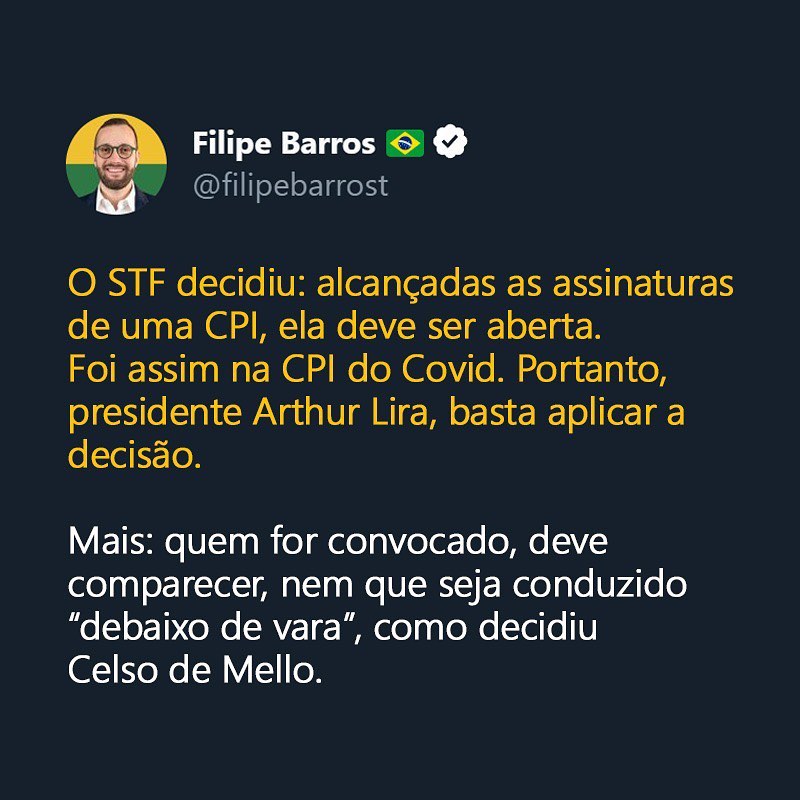 Filipe Barros 🇧🇷
@filipebarrost
O STF decidiu: alcançadas as assinaturas
de uma CPI, ela deve ser aberta.
Foi assim na CPI do Covid. Portanto,
presidente Arthur Lira, basta aplicar a
decisão.
Mais: quem for convocado, deve
comparecer, nem que seja conduzido
“debaixo de vara”, como decidiu
Celso de Mello.